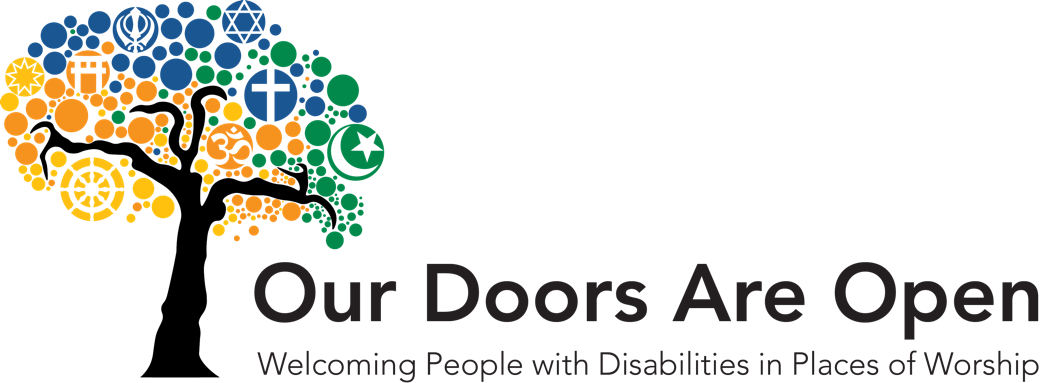 Our Doors Are Open
Welcoming People with Disabilities in Places of Worship